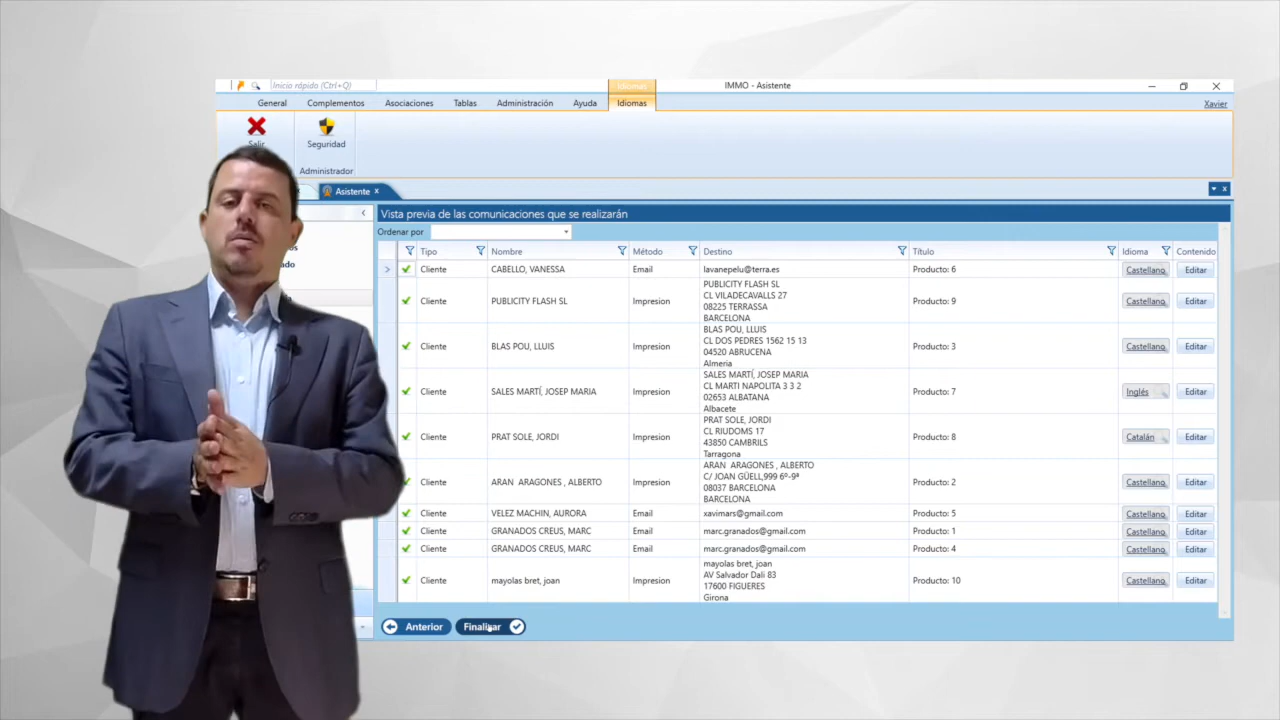 Inicio rápido (Ctrl+Q)
Idiomas
IMMO - Asistente
General Complementos Asociaciones Tablas Administración Ayuda Idiomas
Xavier
Salir
Seguridad
Administrador
Asistente x
Vista previa de las comunicaciones que se realizarán
Ordenar por
Tipo Nombre Método Destino Título Idioma Contenido
Cliente CABELLO, VANESSA Email lavanepelu@terra.es Producto: 6 Castellano Editar
PUBLICITY FLASH SL
CL VILADECAVALLS 27
Cliente PUBLICITY FLASH SL Impresion Producto: 9 Castellano Editar
08225 TERRASSA
BARCELONA
BLAS POU, LLUIS
CL DOS PEDRES 1562 15 13
Cliente BLAS POU, LLUIS Impresion Producto: 3 Castellano Editar
04520 ABRUCENA
Almeria
SALES MARTÍ, JOSEP MARIA
CL MARTI NAPOLITA 3 3 2
Cliente SALES MARTÍ, JOSEP MARIA Impresion Producto: 7 Inglés Editar
02653 ALBATANA
Albacete
PRAT SOLE, JORDI
CL RIUDOMS 17
Cliente PRAT SOLE, JORDI Impresion Producto: 8 Catalán Editar
43850 CAMBRILS
Tarragona
ARAN ARAGONES , ALBERTO
C/ JOAN GÜELL,999 6º-9ª
Cliente ARAN ARAGONES , ALBERTO Impresion Producto: 2 Castellano Editar
08037 BARCELONA
BARCELONA
Cliente VELEZ MACHIN, AURORA Email xavimars@gmail.com Producto: 5 Castellano Editar
Cliente GRANADOS CREUS, MARC Email marc.granados@gmail.com Producto: 1 Castellano Editar
Cliente GRANADOS CREUS, MARC Email marc.granados@gmail.com Producto: 4 Castellano Editar
mayolas bret, joan
AV Salvador Dali 83
Cliente mayolas bret, joan Impresion Producto: 10 Castellano Editar
17600 FIGUERES
Girona
Anterior Finalizar